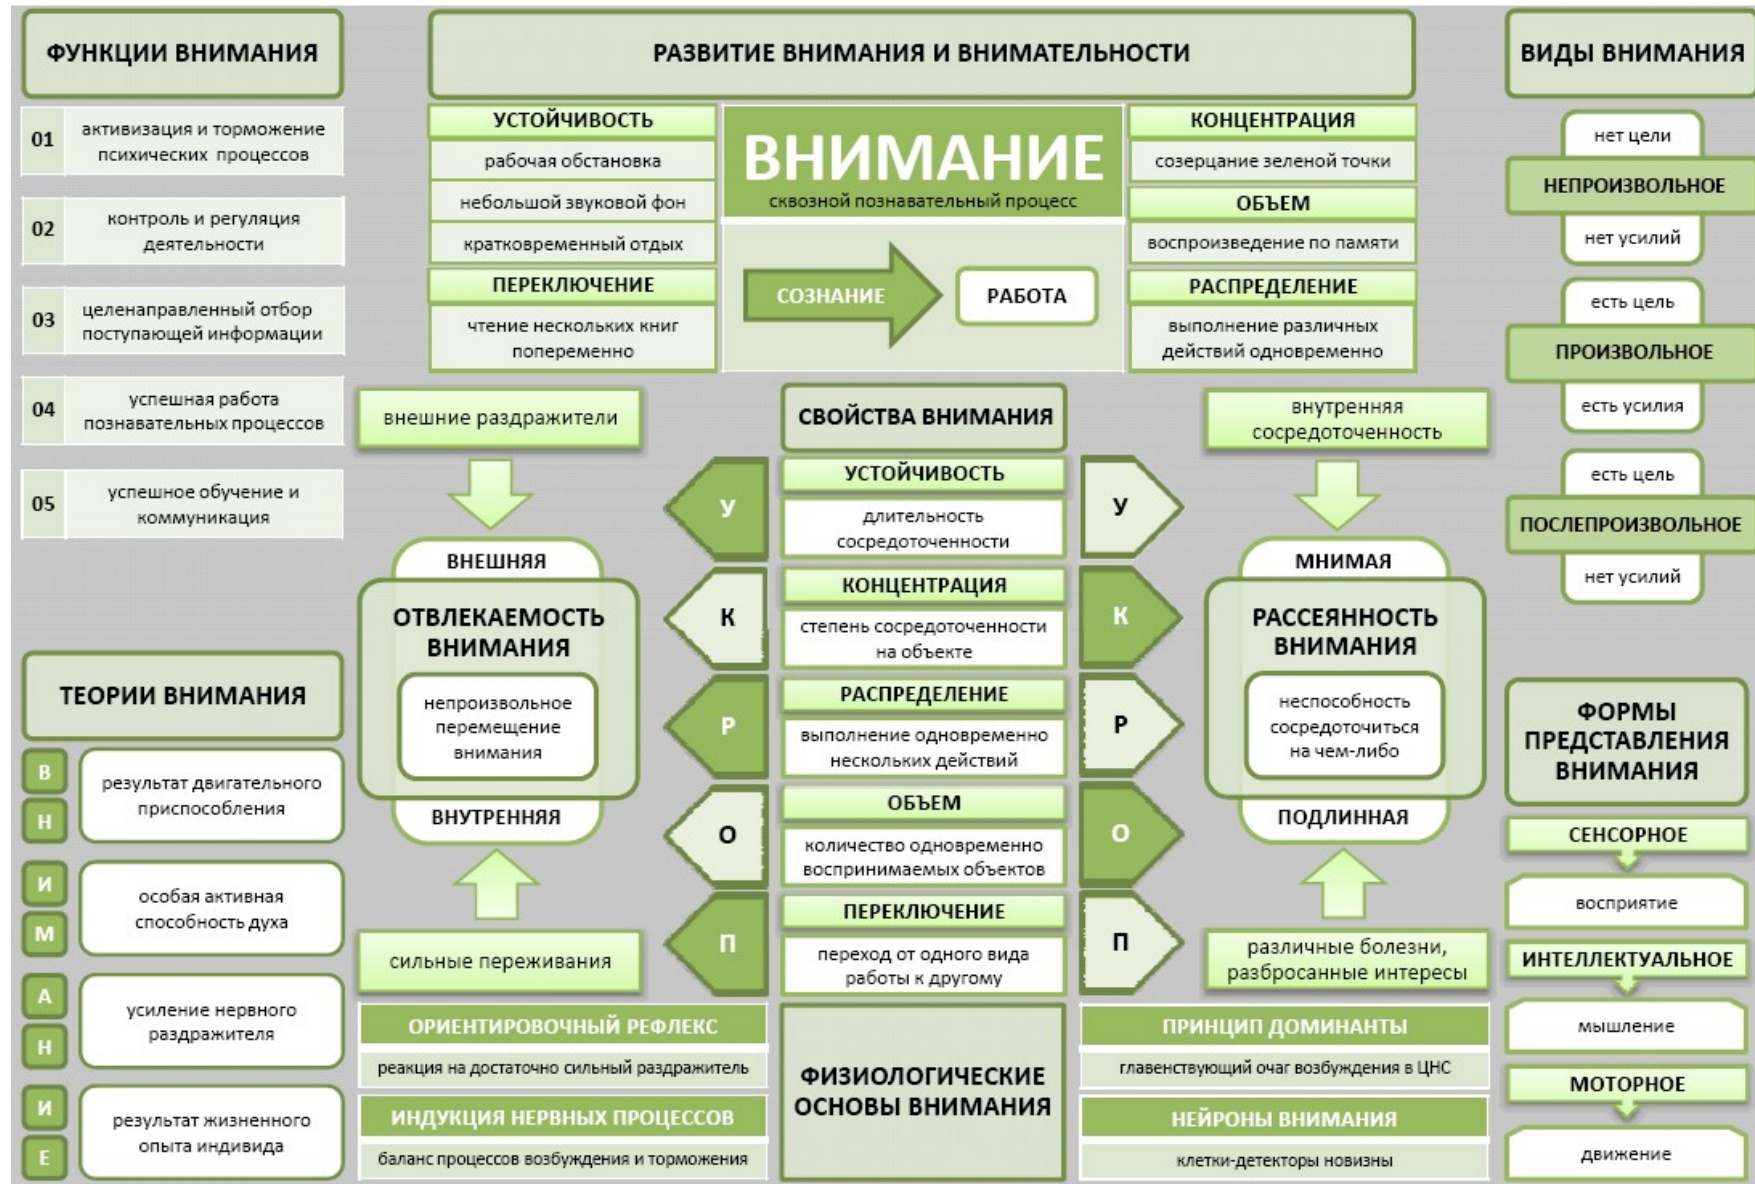 ФУНКЦИИ ВНИМАНИЯ
01
активизация и торможение
психических процессов
02
контроль и регуляция
деятельности
03
целенаправленный отбор
поступающей информации
04
успешная работа
познавательных процессов
05
успешное обучение и
коммуникация
РАЗВИТИЕ ВНИМАНИЯ И ВНИМАТЕЛЬНОСТИ
УСТОЙЧИВОСТЬ
рабочая обстановка
небольшой звуковой фон
кратковременный отдых
ПЕРЕКЛЮЧЕНИЕ
чтение нескольких книг
попеременно
ВНИМАНИЕ
сквозной познавательный процесс
СОЗНАНИЕ
РАБОТА
КОНЦЕНТРАЦИЯ
созерцание зеленой точки
ОБЪЕМ
воспроизведение по памяти
РАСПРЕДЕЛЕНИЕ
выполнение различных
действий одновременно
ВИДЫ ВНИМАНИЯ
нет цели
НЕПРОИЗВОЛЬНОЕ
нет усилий
есть цель
ПРОИЗВОЛЬНОЕ
есть усилия
есть цель
ПОСЛЕПРОИЗВОЛЬНОЕ
нет усилий
внешние раздражители
ВНЕШНЯЯ
ОТВЛЕКАЕМОСТЬ
ВНИМАНИЯ
непроизвольное
перемещение
внимания
ВНУТРЕННЯЯ
сильные переживания
У
К
Р
О
П
СВОЙСТВА ВНИМАНИЯ
УСТОЙЧИВОСТЬ
длительность
сосредоточенности
КОНЦЕНТРАЦИЯ
степень сосредоточенности
на объекте
РАСПРЕДЕЛЕНИЕ
выполнение одновременно
нескольких действий
ОБЪЕМ
количество одновременно
воспринимаемых объектов
ПЕРЕКЛЮЧЕНИЕ
переход от одного вида
работы к другому
У
К
Р
О
П
внутренняя
сосредоточенность
МНИМАЯ
РАССЕЯННОСТЬ
ВНИМАНИЯ
неспособность
сосредоточиться
на чем-либо
ПОДЛИННАЯ
различные болезни,
разбросанные интересы
ТЕОРИИ ВНИМАНИЯ
В
Н
результат двигательного
приспособления
И
М
особая активная
способность духа
А
Н
усиление нервного
раздражителя
И
Е
результат жизненного
опыта индивида
ОРИЕНТИРОВОЧНЫЙ РЕФЛЕКС
реакция на достаточно сильный раздражитель
ИНДУКЦИЯ НЕРВНЫХ ПРОЦЕССОВ
баланс процессов возбуждения и торможения
ФИЗИОЛОГИЧЕСКИЕ
ОСНОВЫ ВНИМАНИЯ
ПРИНЦИП ДОМИНАНТЫ
главенствующий очаг возбуждения в ЦНС
НЕЙРОНЫ ВНИМАНИЯ
клетки-детекторы новизны
ФОРМЫ
ПРЕДСТАВЛЕНИЯ
ВНИМАНИЯ
СЕНСОРНОЕ
восприятие
ИНТЕЛЛЕКТУАЛЬНОЕ
мышление
МОТОРНОЕ
движение